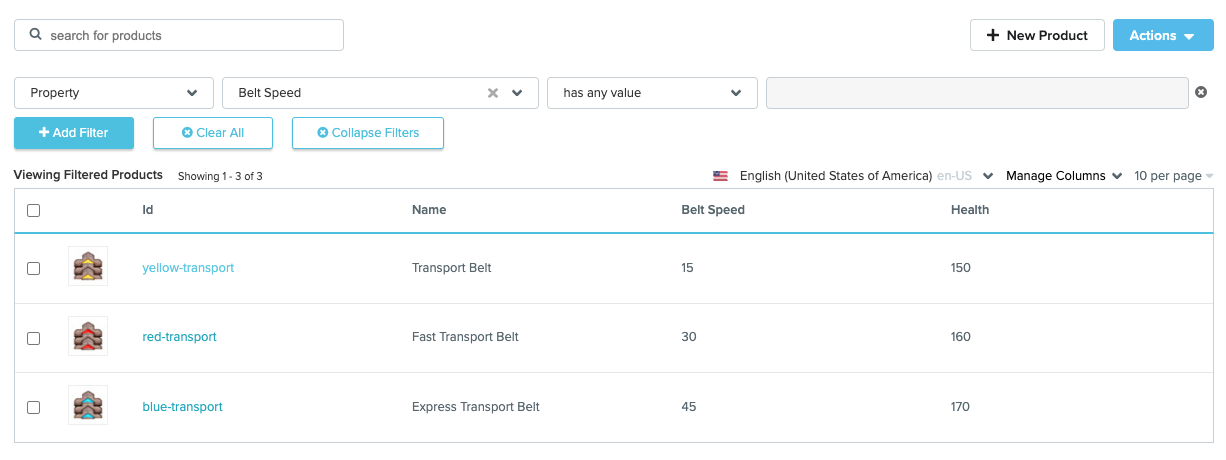 search for products
New Product
Actions
Property
Belt Speed
has any value
Add Filter
Clear All
Collapse Filters
Viewing Filtered Products Showing 1 - 3 of 3
English (United States of America) en-US
Manage Columns
10 per page
Id Name Belt Speed Health
yellow-transport Transport Belt 15 150
red-transport Fast Transport Belt 30 160
blue-transport Express Transport Belt 45 170